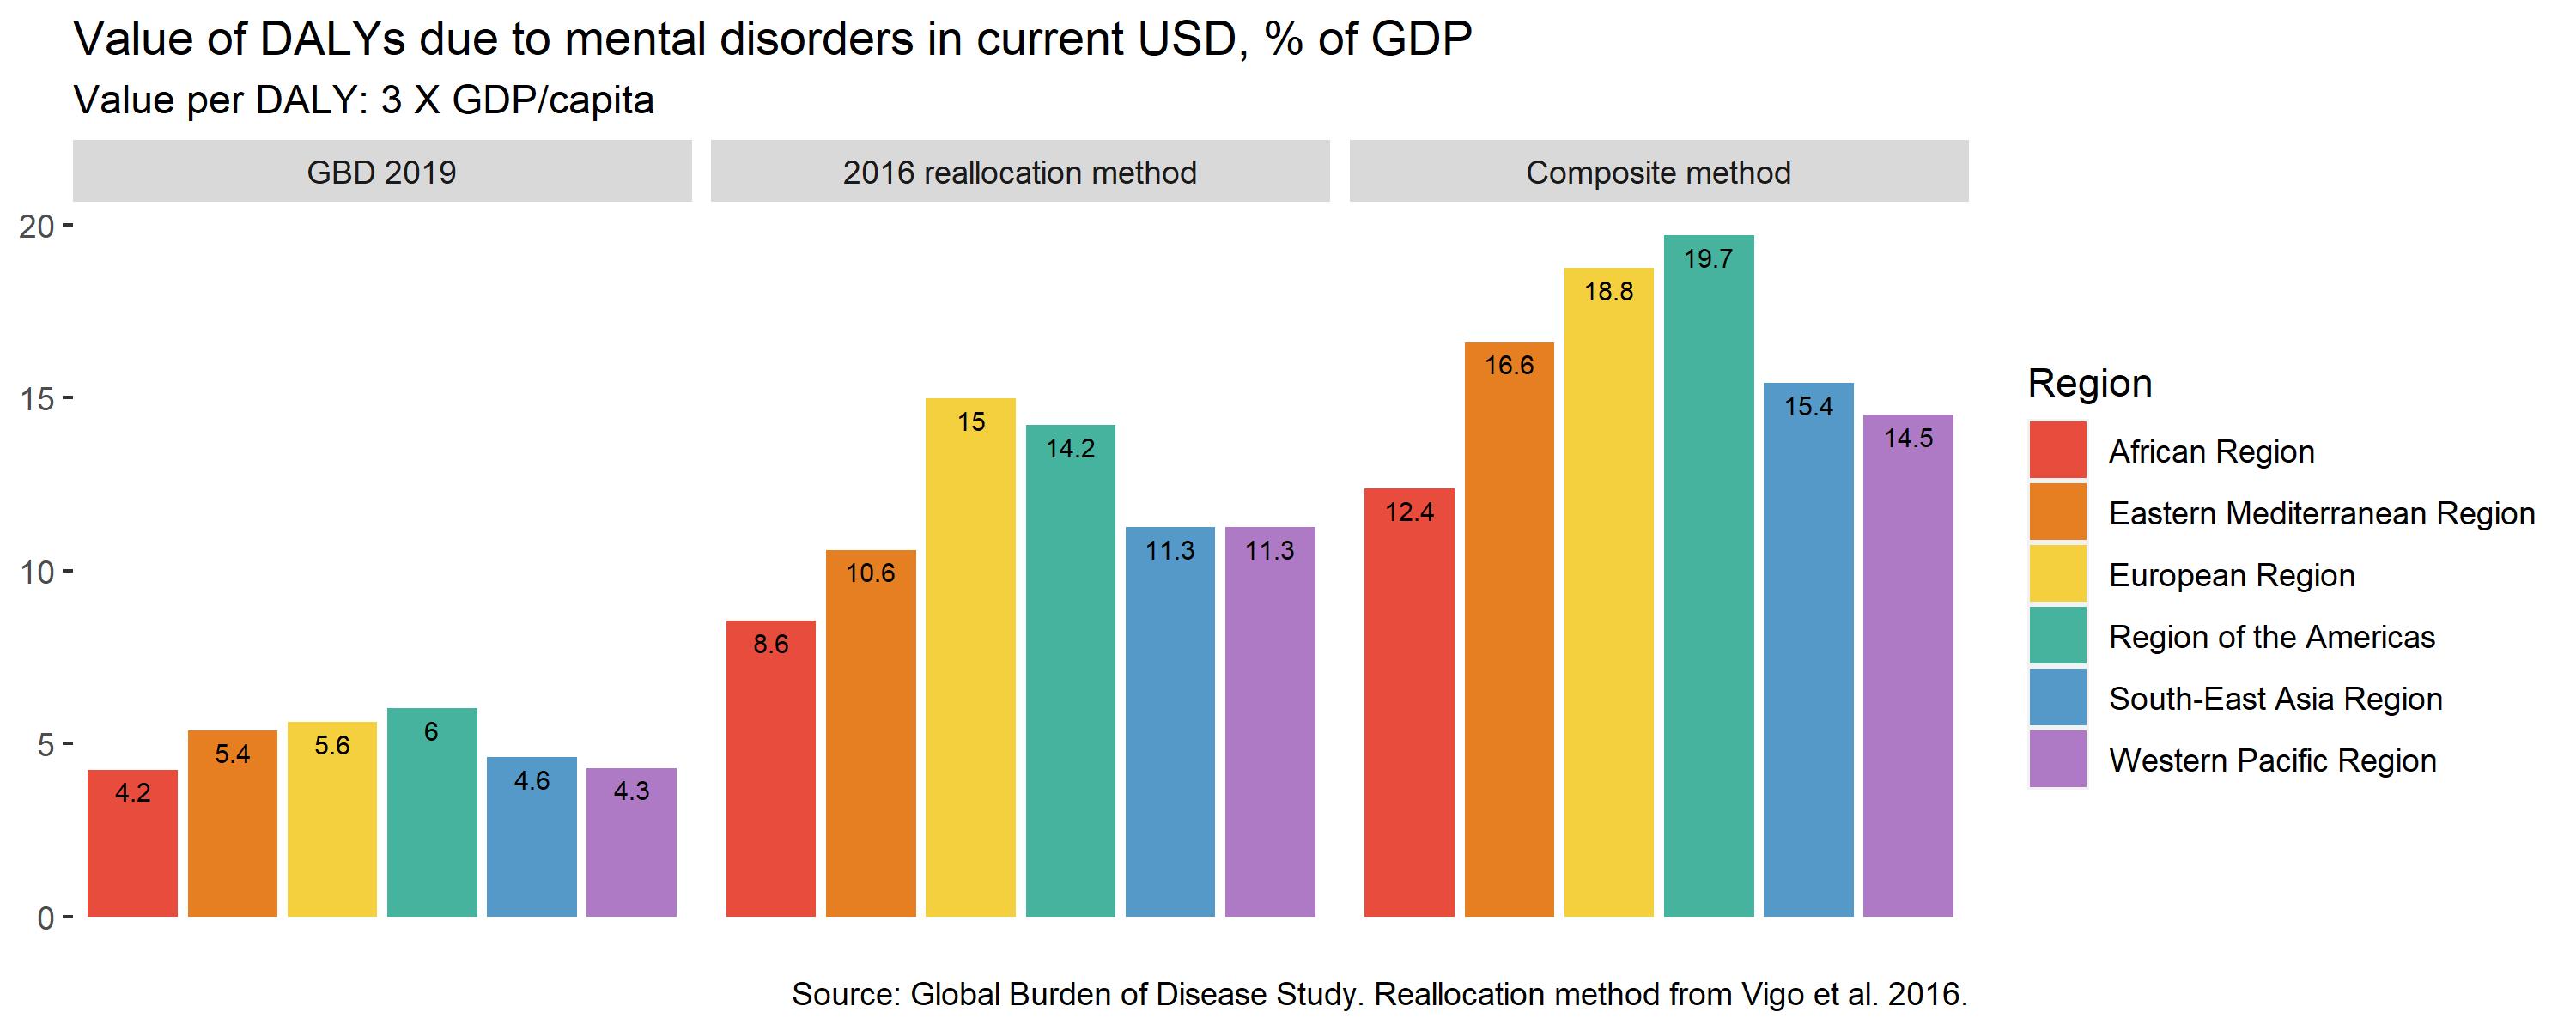 Value of DALYs due to mental disorders in current USD, % of GDP
Value per DALY: 3 X GDP/capita
GBD 2019
2016 reallocation method
Composite method
20
15
10
5
0
4.2
5.4
5.6
6
4.6
4.3
8.6
10.6
15
14.2
11.3
11.3
12.4
16.6
18.8
19.7
15.4
14.5
Region
African Region
Eastern Mediterranean Region
European Region
Region of the Americas
South-East Asia Region
Western Pacific Region
Source: Global Burden of Disease Study. Reallocation method from Vigo et al. 2016.